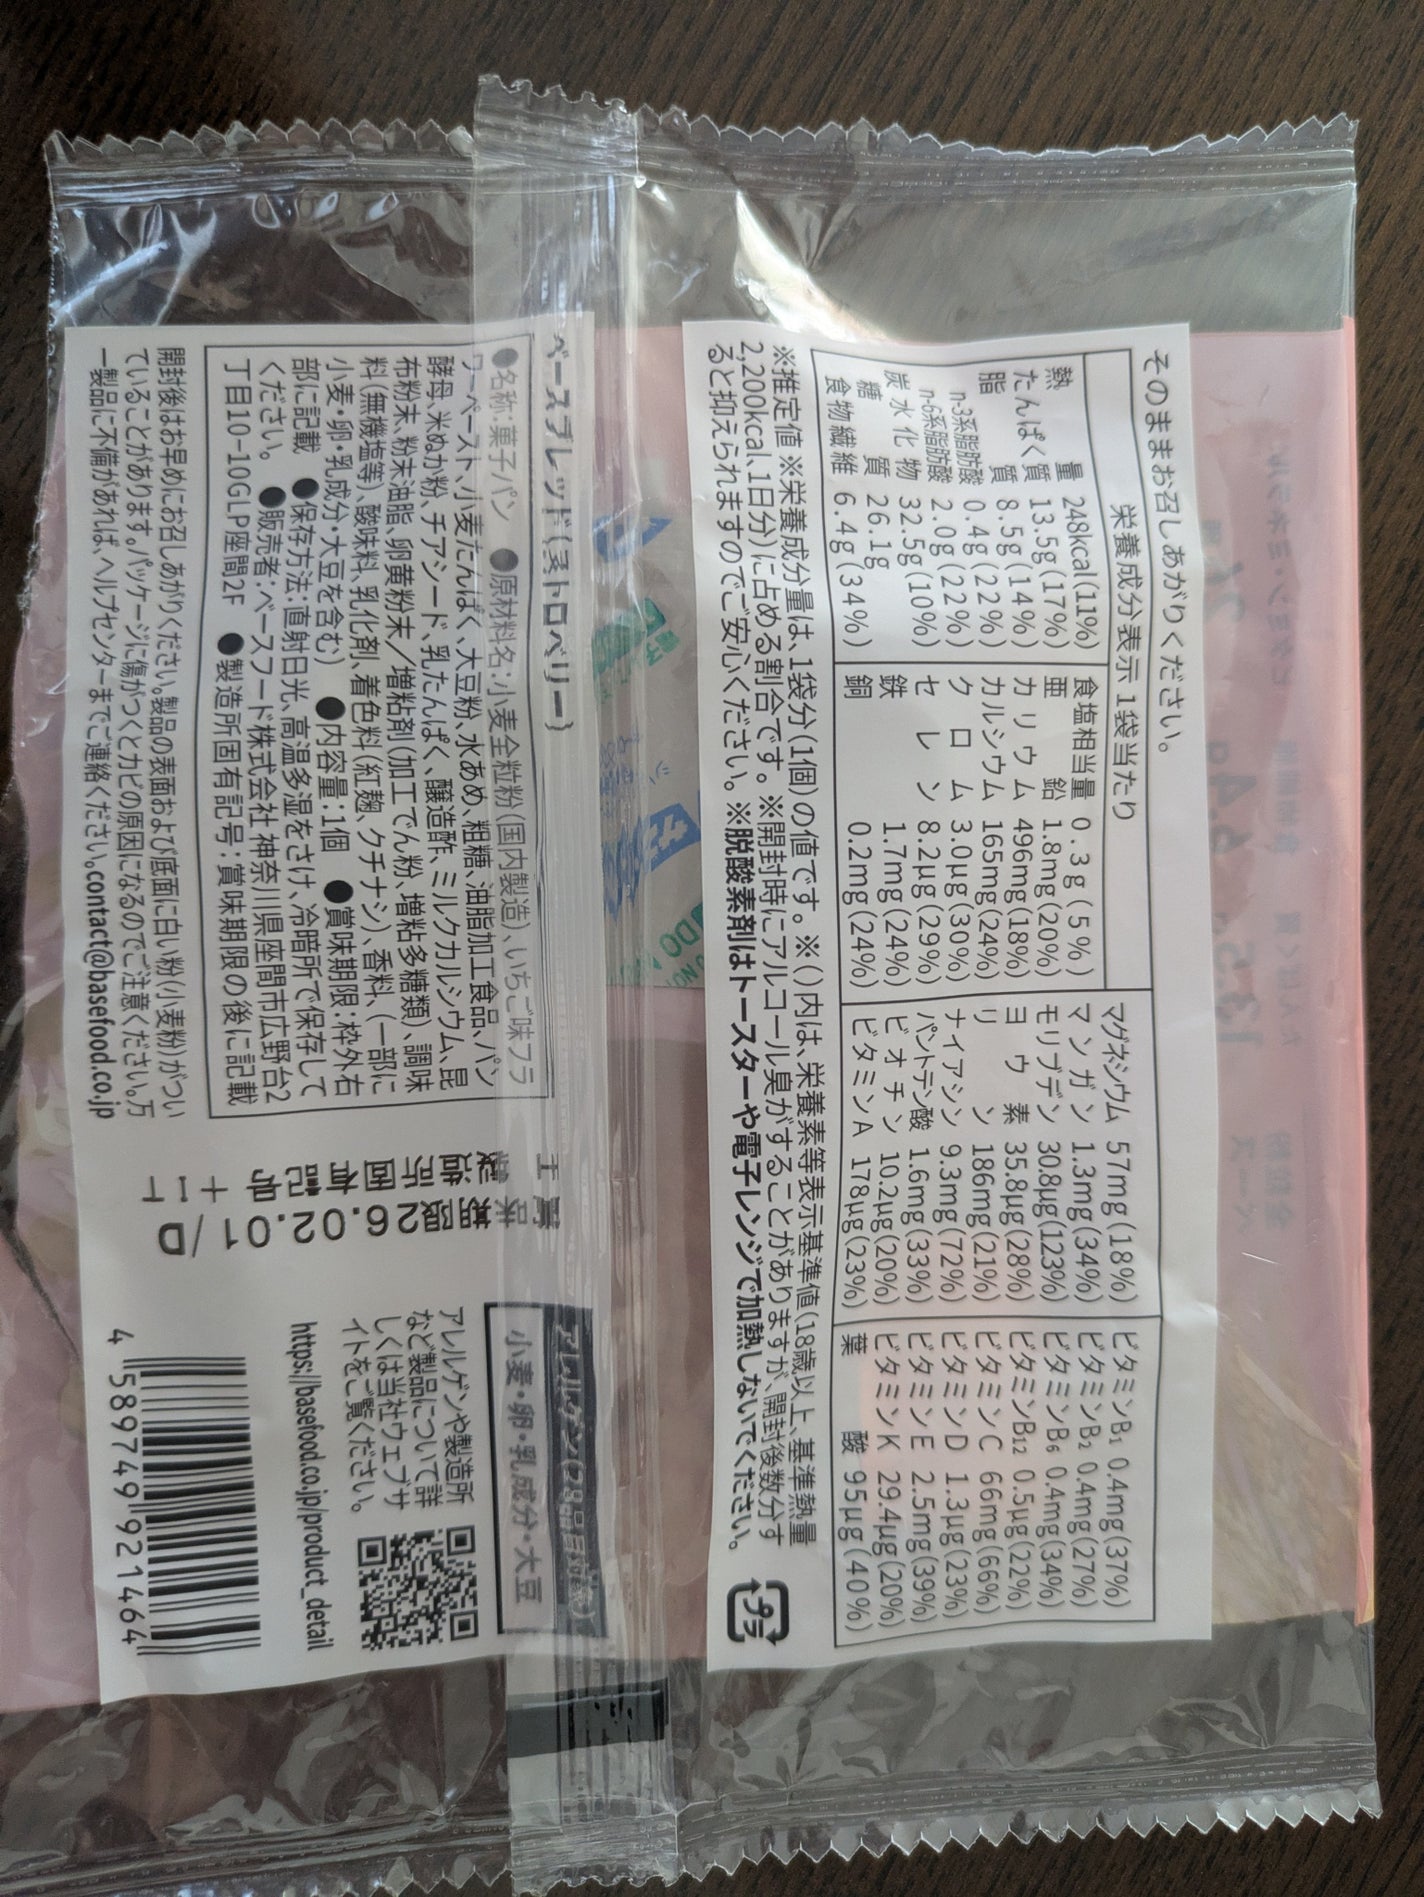 そのままお召しあがりください。
栄養成分表示 1袋当たり
熱量 248kcal(11%)
たんぱく質 13.5g(17%)
脂質 8.5g(14%)
n-3系脂肪酸 0.4g(22%)
n-6系脂肪酸 2.0g(22%)
炭水化物 32.5g(10%)
糖質 26.1g
食物繊維 6.4g(34%)
食塩相当量 0.3g(5%)
亜鉛 1.8mg(20%)
カリウム 496mg(18%)
カルシウム 165mg(24%)
クロム 3.0μg(30%)
セレン 8.2μg(29%)
鉄 1.7mg(24%)
銅 0.2mg(24%)
マグネシウム 57mg(18%)
マンガン 1.3mg(34%)
モリブデン 30.8μg(123%)
ヨウ素 35.8μg(28%)
リン 186mg(21%)
ナイアシン 9.3mg(72%)
パントテン酸 1.6mg(33%)
ビオチン 10.2μg(20%)
ビタミンA 178μg(23%)
ビタミンB1 0.4mg(37%)
ビタミンB2 0.4mg(27%)
ビタミンB6 0.4mg(34%)
ビタミンB12 0.5μg(22%)
ビタミンC 66mg(66%)
ビタミンD 1.3μg(23%)
ビタミンE 2.5mg(39%)
ビタミンK 29.4μg(20%)
葉酸 95μg(40%)
※推定値 ※栄養成分量は、1袋分(1個)の値です。※()内は、栄養素等表示基準値(18歳以上、基準熱量
2,200kcal、1日分)に占める割合です。※開封時にアルコール臭がすることがありますが、開封後数分す
ると抑えられますのでご安心ください。※脱酸素剤はトースターや電子レンジで加熱しないでください。
プラ
ベースブレッド(ストロベリー)
●名称:菓子パン ●原材料名:小麦全粒粉(国内製造)、いちご味フラ
ワーペースト、小麦たんぱく、大豆粉、水あめ、粗糖、油脂加工食品、パン
酵母、米ぬか粉、チアシード、乳たんぱく、醸造酢、ミルクカルシウム、昆
布粉末、粉末油脂、卵黄粉末/増粘剤(加工でん粉、増粘多糖類)、調味
料(無機塩等)、酸味料、乳化剤、着色料(紅麹、クチナシ)、香料、(一部に
小麦・卵・乳成分・大豆を含む) ●内容量:1個 ●賞味期限:枠外右
部に記載 ●保存方法:直射日光、高温多湿をさけ、冷暗所で保存して
ください。 ●販売者:ベースフード株式会社 神奈川県座間市広野台2
丁目10-10GLP座間2F ●製造所固有記号:賞味期限の後に記載
開封後はお早めにお召しあがりください。製品の表面および底面に白い粉(小麦粉)がつい
ていることがあります。パッケージに傷がつくとカビの原因になるのでご注意ください。万
一製品に不備があれば、ヘルプセンターまでご連絡ください。contact@basefood.co.jp
賞味期限26.02.01/D
製造所固有記号
アレルゲン(28品目中)
小麦・卵・乳成分・大豆
アレルゲンや製造所
など製品について詳
しくは当社ウェブサ
イトをご覧ください。
https://basefood.co.jp/product_detail
4 589749 921464